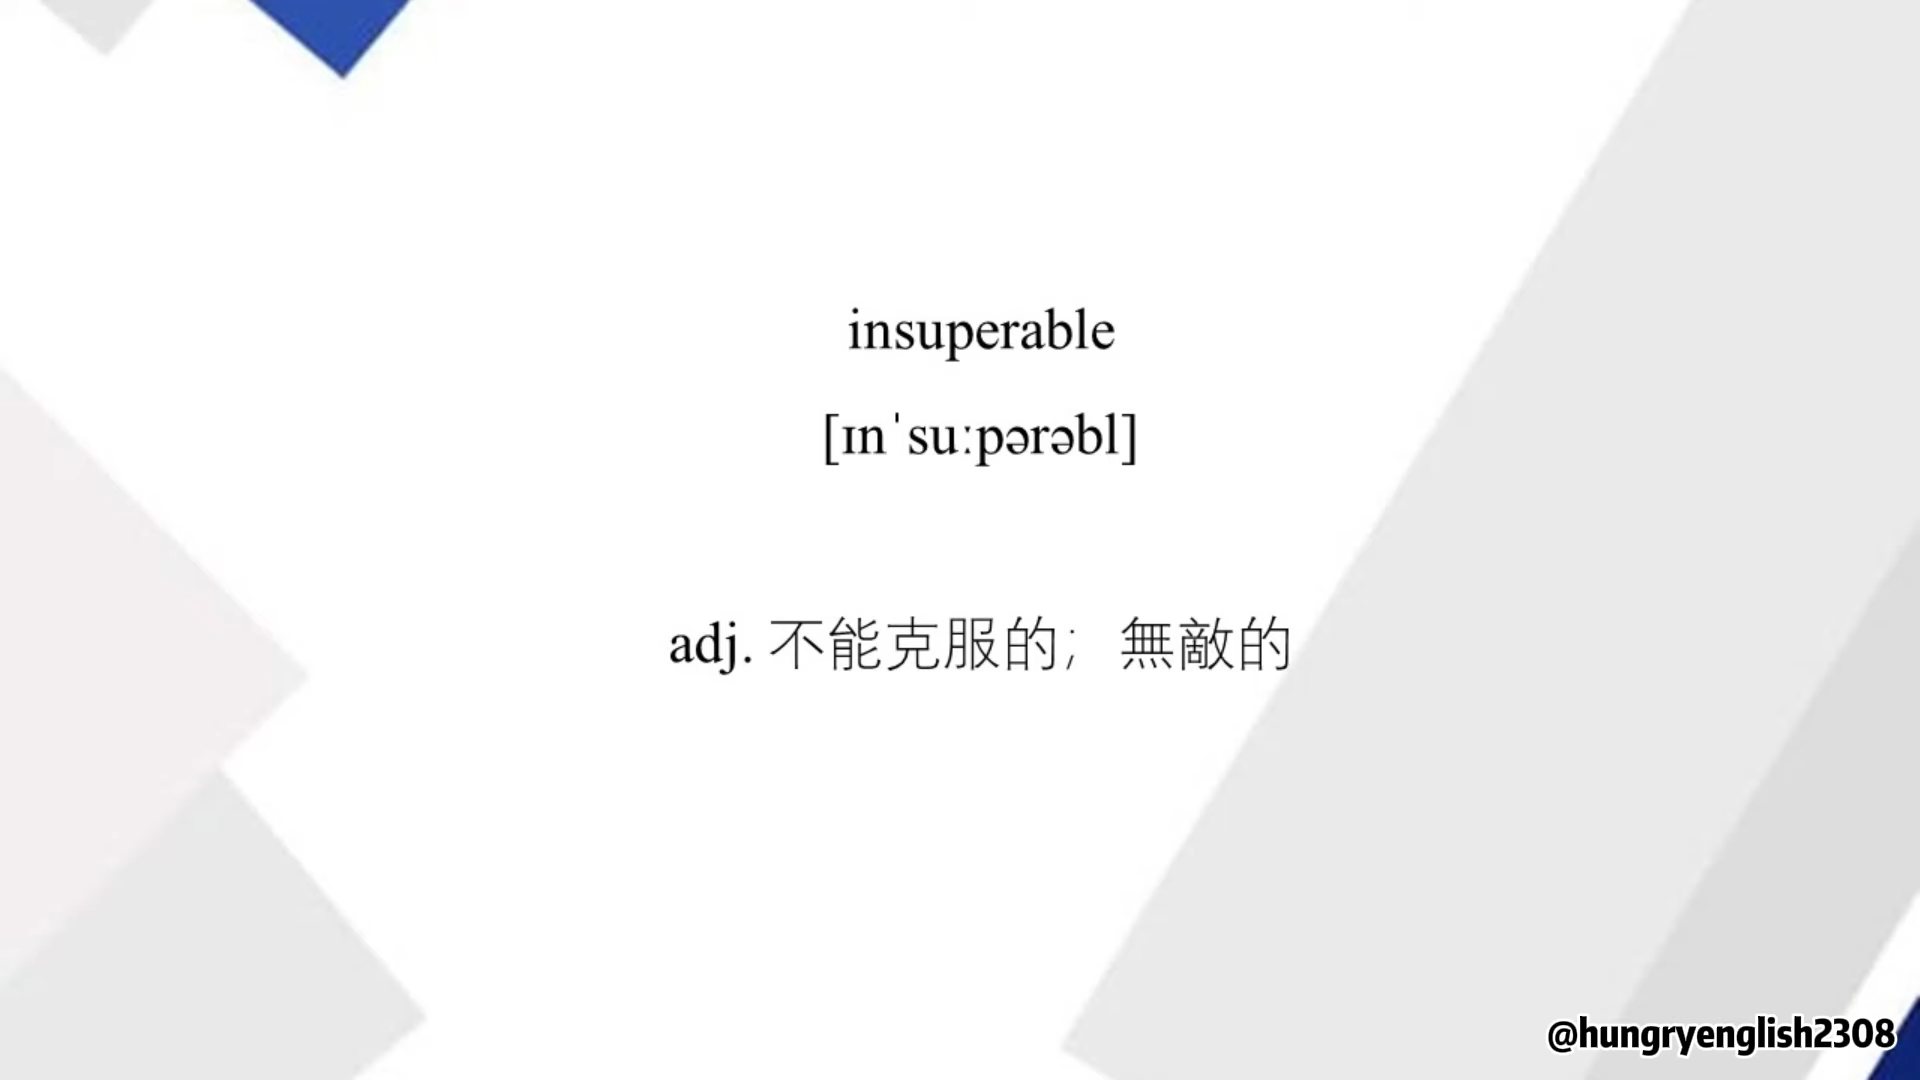 insuperable
[ɪnˈsuːpərəbl]
adj. 不能克服的；無敵的
@hungryenglish2308